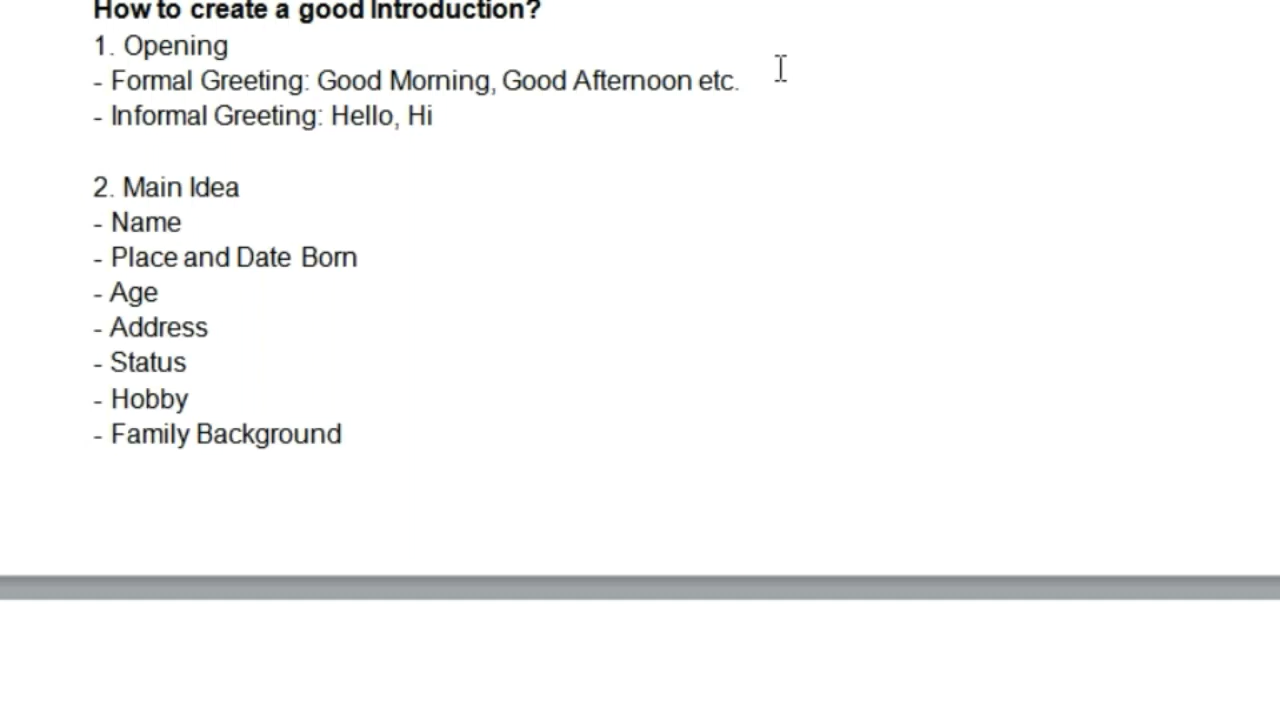 How to create a good Introduction?
1. Opening
- Formal Greeting: Good Morning, Good Afternoon etc.
- Informal Greeting: Hello, Hi
2. Main Idea
- Name
- Place and Date Born
- Age
- Address
- Status
- Hobby
- Family Background